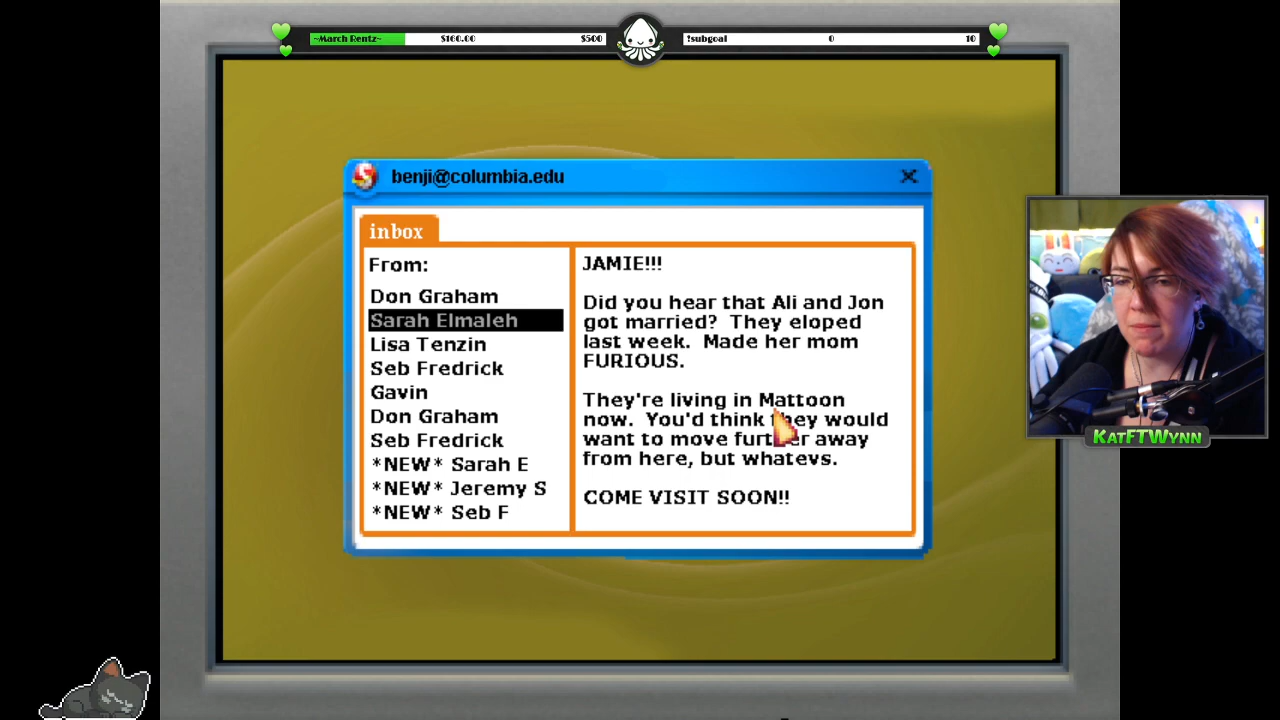 ~March Rentz~ $160.00 $500
!subgoal 0 10
benji@columbia.edu
inbox
From:
Don Graham
Sarah Elmaleh
Lisa Tenzin
Seb Fredrick
Gavin
Don Graham
Seb Fredrick
*NEW* Sarah E
*NEW* Jeremy S
*NEW* Seb F
JAMIE!!!
Did you hear that Ali and Jon
got married? They eloped
last week. Made her mom
FURIOUS.
They're living in Mattoon
now. You'd think they would
want to move further away
from here, but whatevs.
COME VISIT SOON!!
KatFTWynn